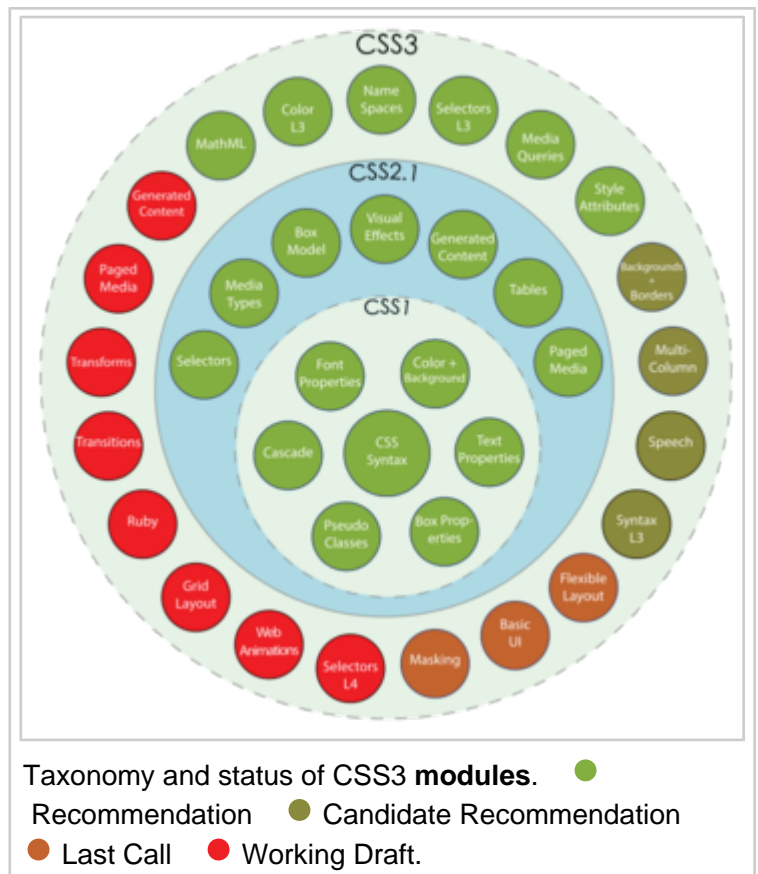 CSS3
Name
Spaces
Color
L3
Selectors
L3
MathML
Media
Queries
Style
Attributes
Generated
Content
Backgrounds
+
Borders
Paged
Media
Multi-
Column
Transforms
Speech
Transitions
Syntax
L3
Ruby
Flexible
Layout
Grid
Layout
Basic
UI
Web
Animations
Masking
Selectors
L4
CSS2.1
Visual
Effects
Box
Model
Generated
Content
Media
Types
Tables
Selectors
Paged
Media
CSS1
Font
Properties
Color +
Background
Cascade
CSS
Syntax
Text
Properties
Pseudo
Classes
Box Prop-
erties
Taxonomy and status of CSS3 modules.
Recommendation Candidate Recommendation
Last Call Working Draft.